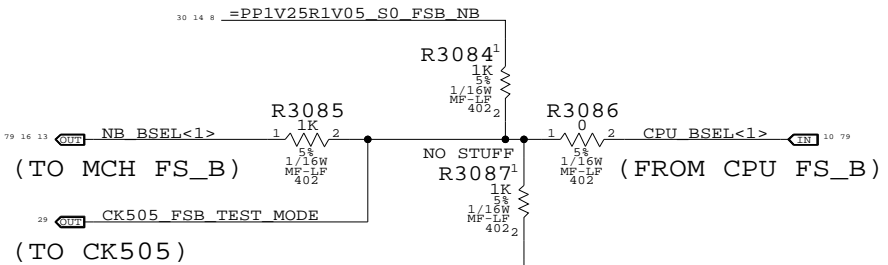 30 14 8 =PP1V25R1V05_S0_FSB_NB
R3084 1
1K
5%
1/16W
MF-LF
402 2
R3085
1K
1 2
5%
1/16W
MF-LF
402
R3086
0
1 2
5%
1/16W
MF-LF
402
79 16 13 OUT NB_BSEL<1>
CPU_BSEL<1> IN 10 79
(TO MCH FS_B)
(FROM CPU FS_B)
NO STUFF
R3087 1
1K
5%
1/16W
MF-LF
402 2
29 OUT CK505_FSB_TEST_MODE
(TO CK505)